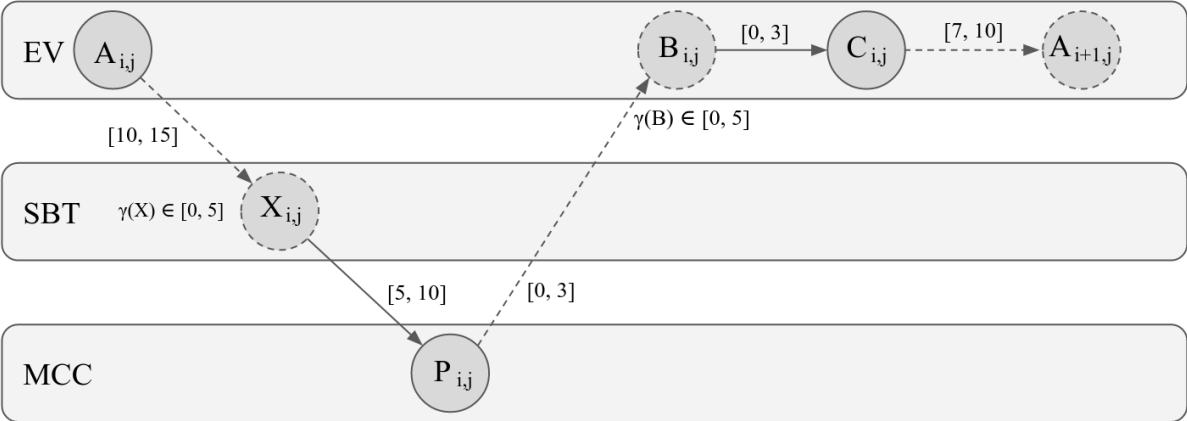 EV
A i,j
B i,j
[0, 3]
C i,j
[7, 10]
A i+1,j
[10, 15]
γ(B) ∈ [0, 5]
SBT
γ(X) ∈ [0, 5]
X i,j
[5, 10]
[0, 3]
MCC
P i,j